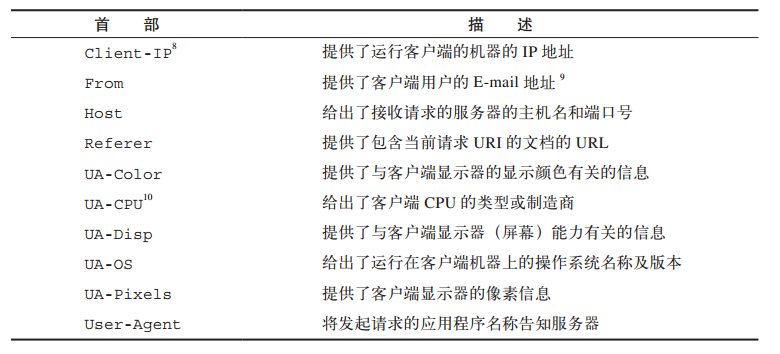 首 部 描 述
Client-IP8 提供了运行客户端的机器的 IP 地址
From 提供了客户端用户的 E-mail 地址 9
Host 给出了接收请求的服务器的主机名和端口号
Referer 提供了包含当前请求 URI 的文档的 URL
UA-Color 提供了与客户端显示器的显示颜色有关的信息
UA-CPU10 给出了客户端 CPU 的类型或制造商
UA-Disp 提供了与客户端显示器（屏幕）能力有关的信息
UA-OS 给出了运行在客户端机器上的操作系统名称及版本
UA-Pixels 提供了客户端显示器的像素信息
User-Agent 将发起请求的应用程序名称告知服务器